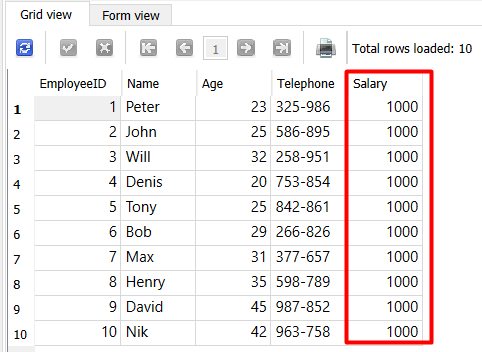 Grid view Form view
1 Total rows loaded: 10
EmployeeID Name Age Telephone Salary
1 1 Peter 23 325-986 1000
2 2 John 25 586-895 1000
3 3 Will 32 258-951 1000
4 4 Denis 20 753-854 1000
5 5 Tony 25 842-861 1000
6 6 Bob 29 266-826 1000
7 7 Max 31 377-657 1000
8 8 Henry 35 598-789 1000
9 9 David 45 987-852 1000
10 10 Nik 42 963-758 1000